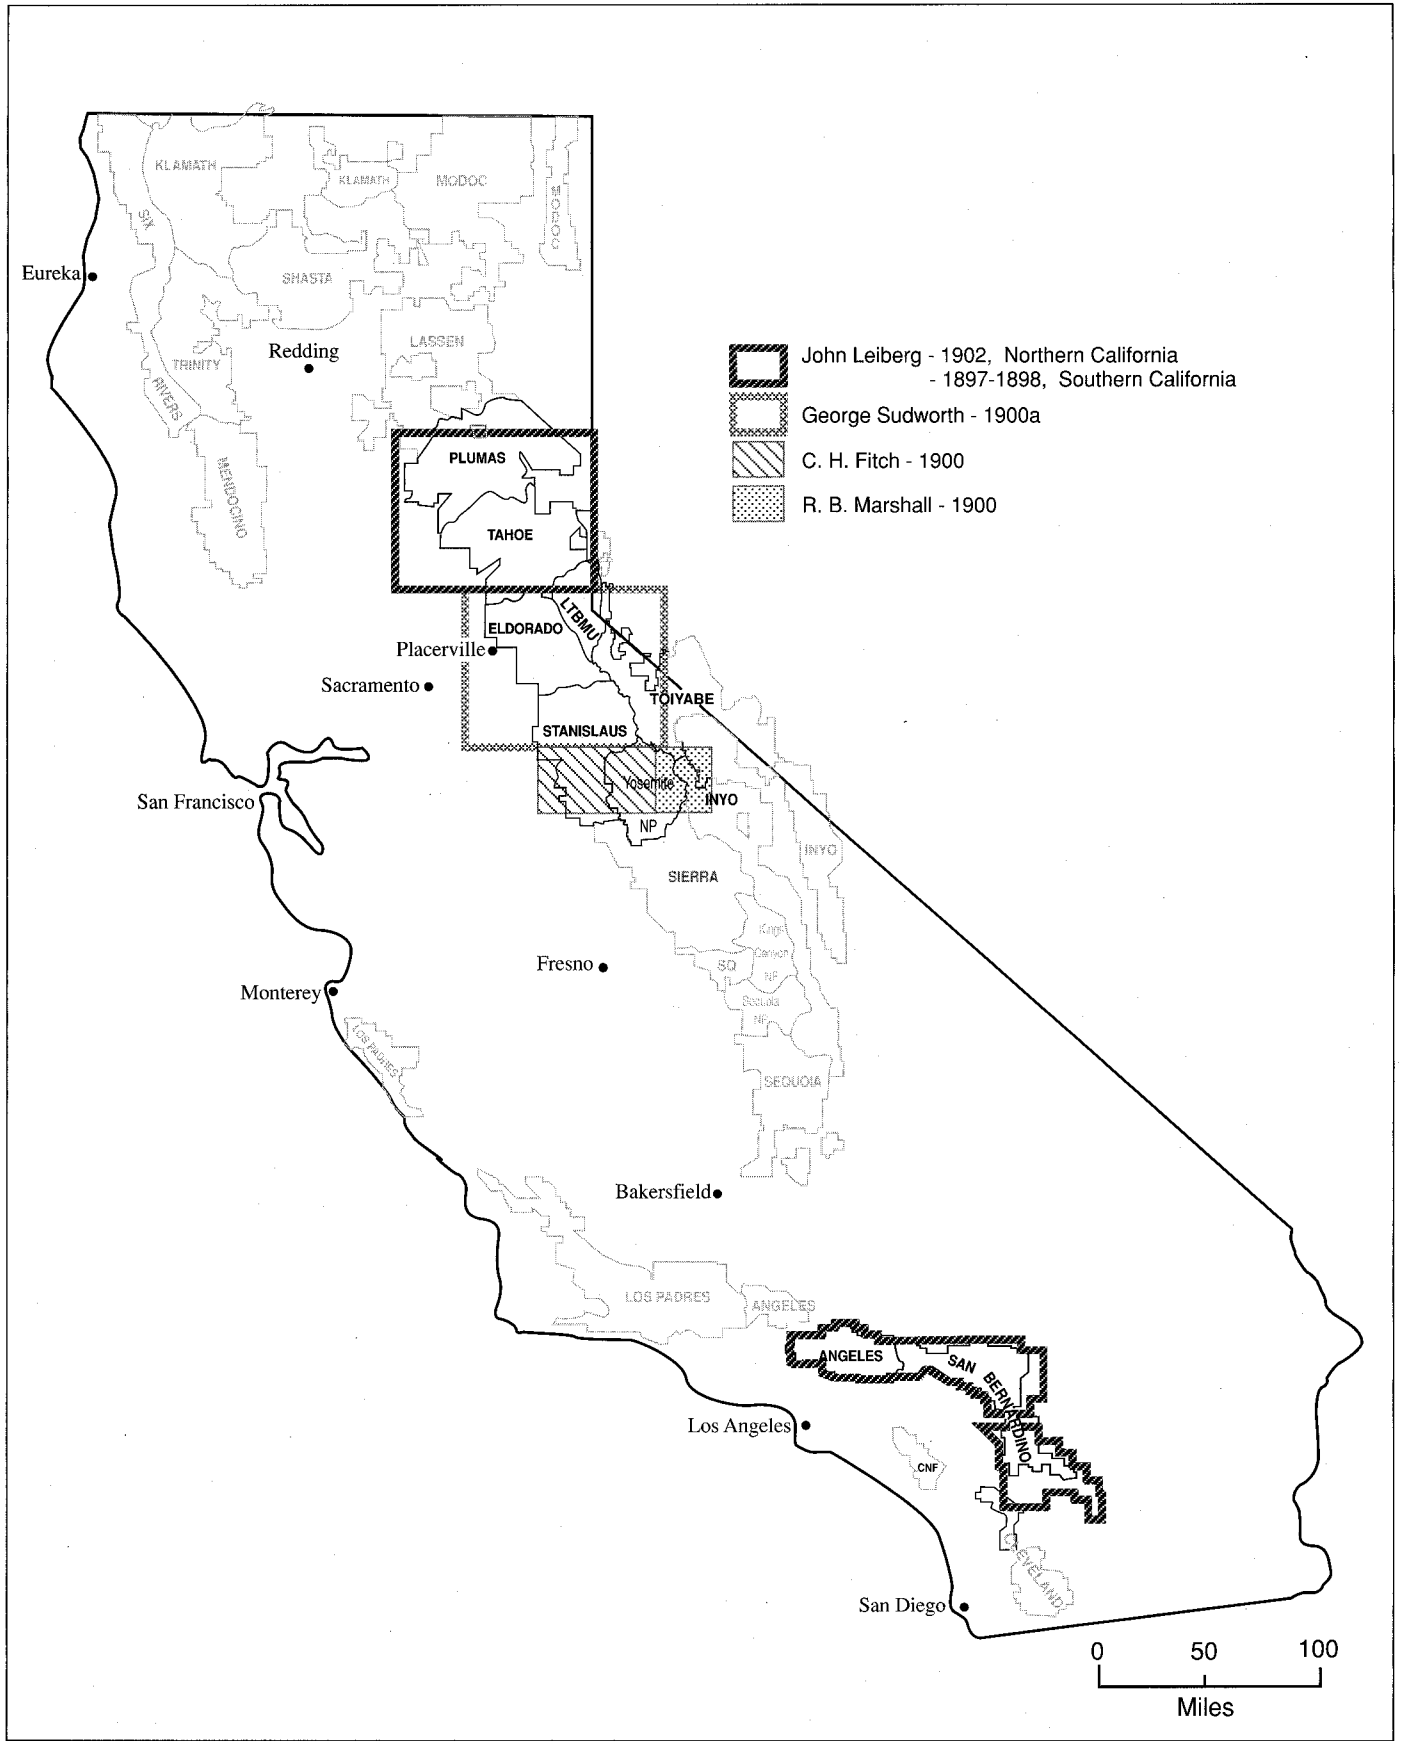 KLAMATH
KLAMATH
MODOC
MODOC
SIX
Eureka
SHASTA
Redding
LASSEN
TRINITY
RIVERS
John Leiberg - 1902, Northern California
- 1897-1898, Southern California
George Sudworth - 1900a
C. H. Fitch - 1900
R. B. Marshall - 1900
PLUMAS
MENDOCINO
TAHOE
LTBMU
ELDORADO
Placerville
Sacramento
TOIYABE
STANISLAUS
Yosemite
NP
INYO
San Francisco
INYO
SIERRA
Kings
Canyon
NP
SQ
Fresno
Sequoia
NP
Monterey
LOS PADRES
SEQUOIA
Bakersfield
LOS PADRES
ANGELES
ANGELES
SAN
BERNARDINO
Los Angeles
CNF
CLEVELAND
San Diego
0 50 100
Miles